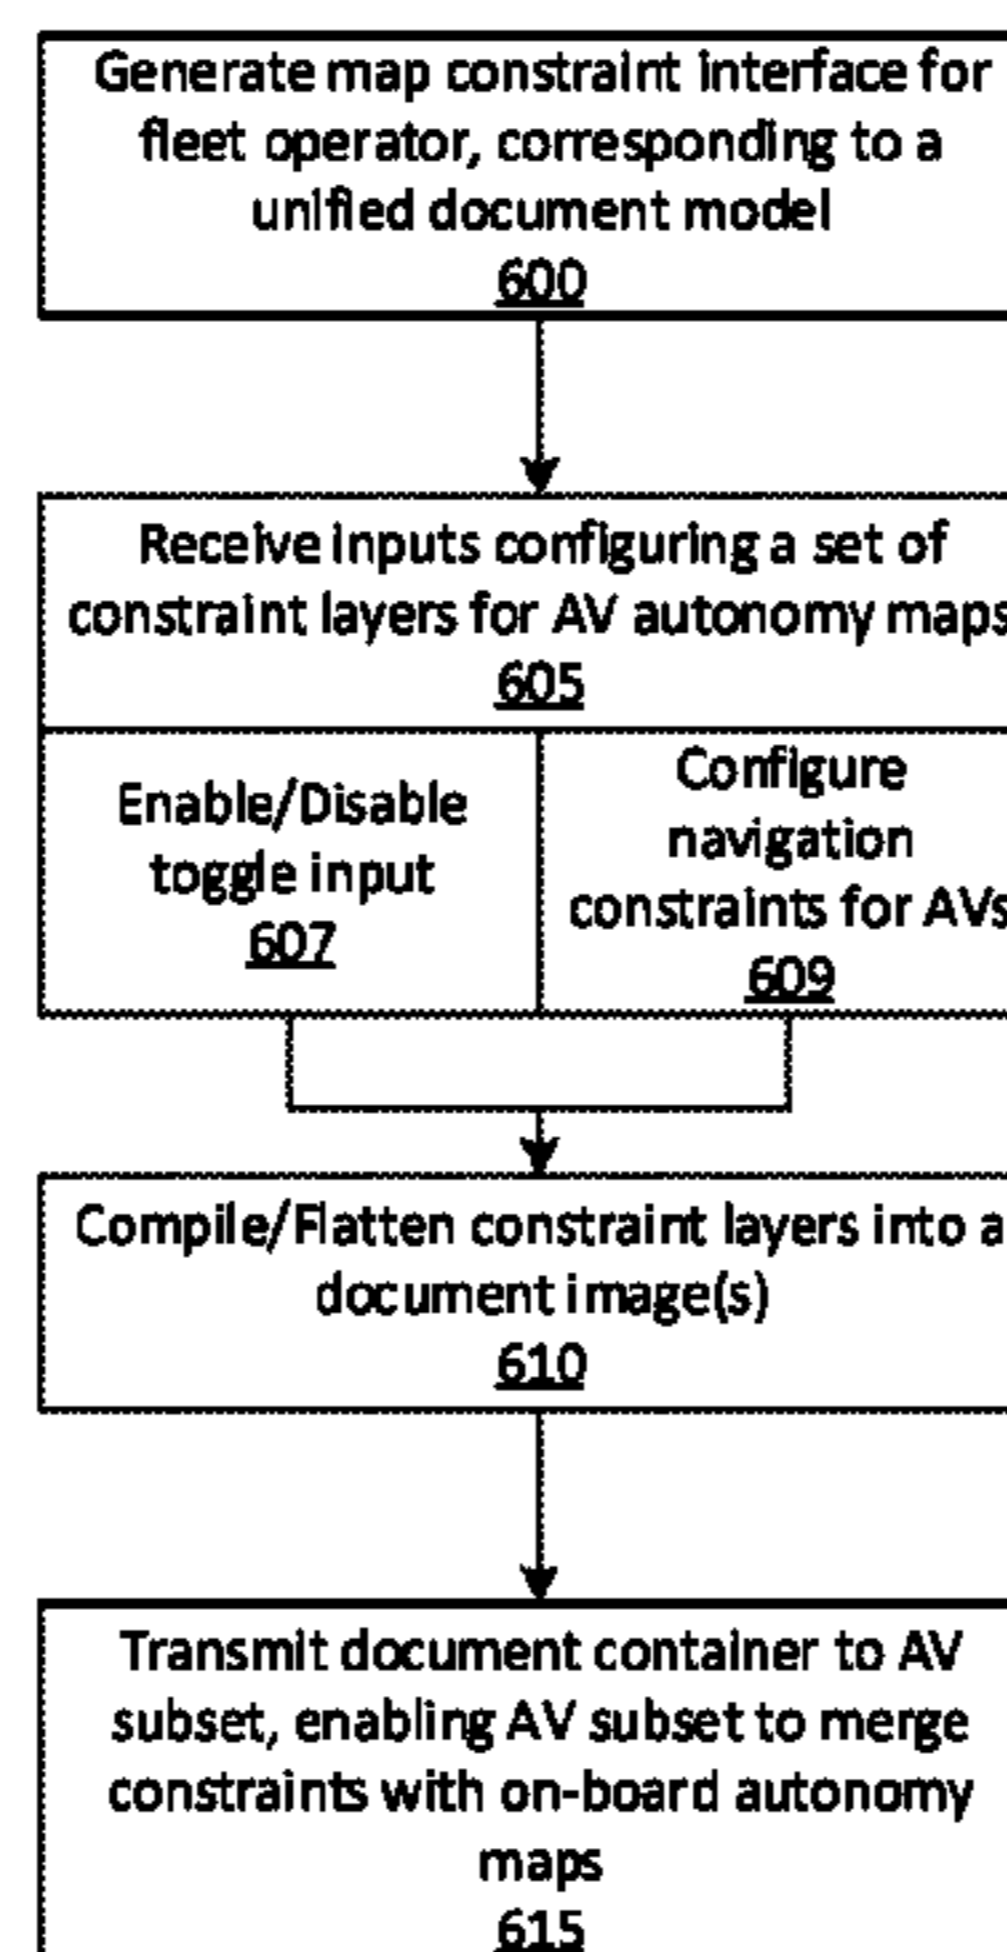 Generate map constraint interface for
fleet operator, corresponding to a
unified document model
600
Receive inputs configuring a set of
constraint layers for AV autonomy maps
605
Enable/Disable
toggle input
607
Configure
navigation
constraints for AVs
609
Compile/Flatten constraint layers into a
document image(s)
610
Transmit document container to AV
subset, enabling AV subset to merge
constraints with on-board autonomy
maps
615